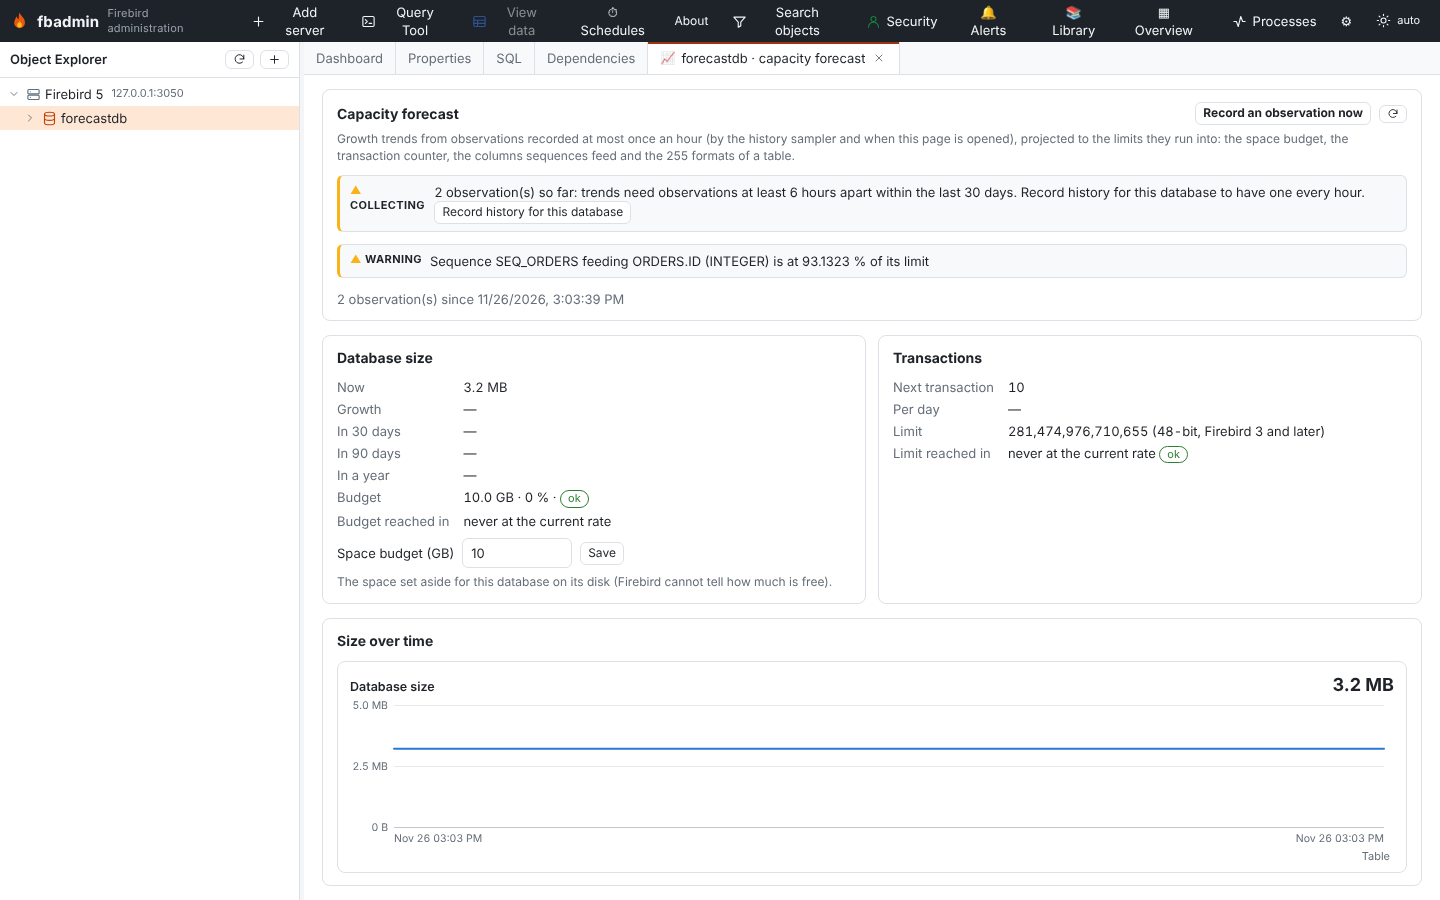 fbadmin
Firebird
administration
Add
server
Query
Tool
View
data
Schedules
About
Search
objects
Security
Alerts
Library
Overview
Processes
auto
Object Explorer
Dashboard
Properties
SQL
Dependencies
forecastdb · capacity forecast
Firebird 5 127.0.0.1:3050
forecastdb
Capacity forecast
Record an observation now
Growth trends from observations recorded at most once an hour (by the history sampler and when this page is opened), projected to the limits they run into: the space budget, the
transaction counter, the columns sequences feed and the 255 formats of a table.
COLLECTING
2 observation(s) so far: trends need observations at least 6 hours apart within the last 30 days. Record history for this database to have one every hour.
Record history for this database
WARNING Sequence SEQ_ORDERS feeding ORDERS.ID (INTEGER) is at 93.1323 % of its limit
2 observation(s) since 11/26/2026, 3:03:39 PM
Database size
Now 3.2 MB
Growth —
In 30 days —
In 90 days —
In a year —
Budget 10.0 GB · 0 % · ok
Budget reached in never at the current rate
Space budget (GB) 10 Save
The space set aside for this database on its disk (Firebird cannot tell how much is free).
Transactions
Next transaction 10
Per day —
Limit 281,474,976,710,655 (48-bit, Firebird 3 and later)
Limit reached in never at the current rate ok
Size over time
Database size 3.2 MB
5.0 MB
2.5 MB
0 B
Nov 26 03:03 PM Nov 26 03:03 PM
Table